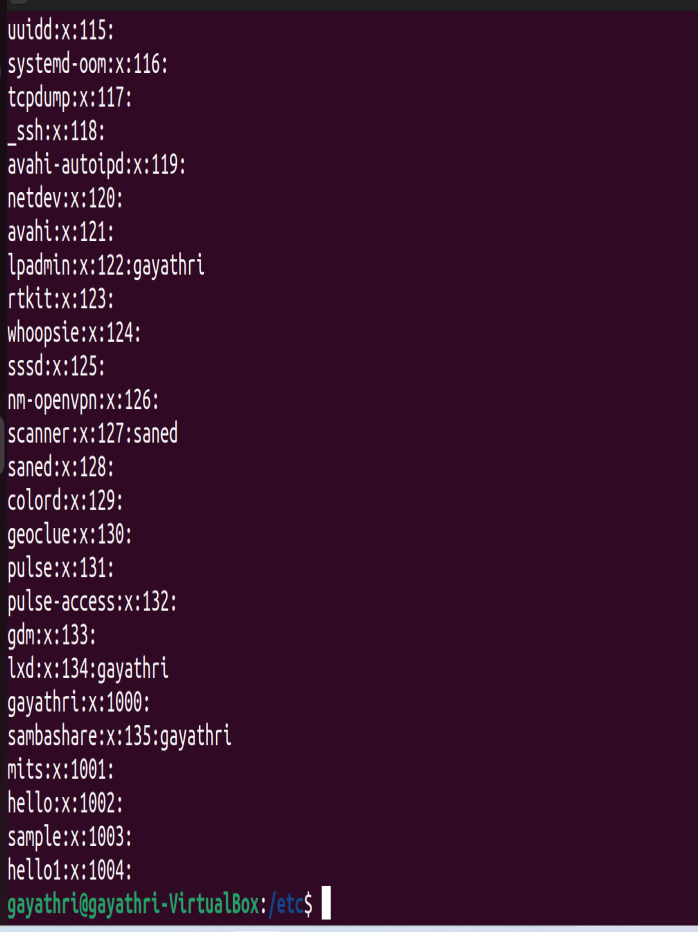 uuidd:x:115:
systemd-oom:x:116:
tcpdump:x:117:
_ssh:x:118:
avahi-autoipd:x:119:
netdev:x:120:
avahi:x:121:
lpadmin:x:122:gayathri
rtkit:x:123:
whoopsie:x:124:
sssd:x:125:
nm-openvpn:x:126:
scanner:x:127:saned
saned:x:128:
colord:x:129:
geoclue:x:130:
pulse:x:131:
pulse-access:x:132:
gdm:x:133:
lxd:x:134:gayathri
gayathri:x:1000:
sambashare:x:135:gayathri
mits:x:1001:
hello:x:1002:
sample:x:1003:
hello1:x:1004:
gayathri@gayathri-VirtualBox:/etc$